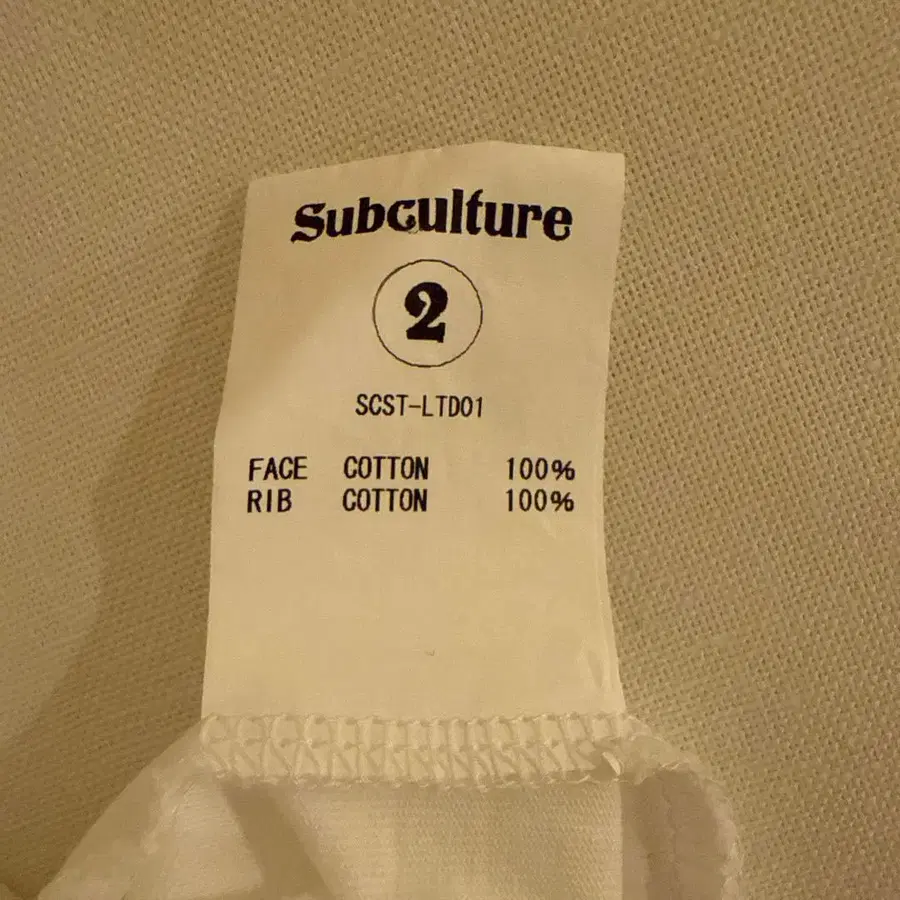 Subculture
2
SCST-LTD01
FACE COTTON 100%
RIB COTTON 100%